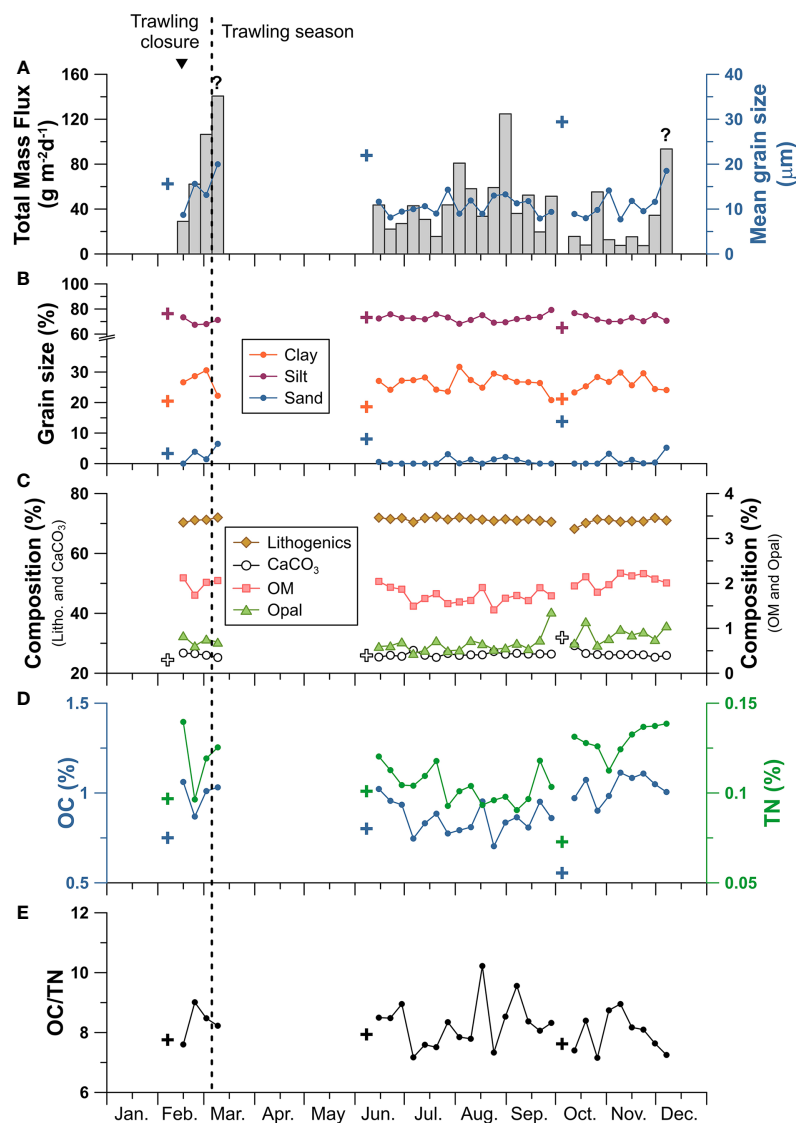 Trawling
closure
Trawling season
A
160
120
80
40
0
Total Mass Flux
(g m⁻²d⁻¹)
?
?
40
30
20
10
0
Mean grain size
(μm)
B
100
80
60
30
20
10
0
Grain size (%)
Clay
Silt
Sand
C
80
60
40
20
Composition (%)
(Litho. and CaCO₃)
Lithogenics
CaCO₃
OM
Opal
4
3
2
1
0
Composition (%)
(OM and Opal)
D
1.5
1
0.5
OC (%)
0.15
0.1
0.05
TN (%)
E
12
10
8
6
OC/TN
Jan. Feb. Mar. Apr. May Jun. Jul. Aug. Sep. Oct. Nov. Dec.